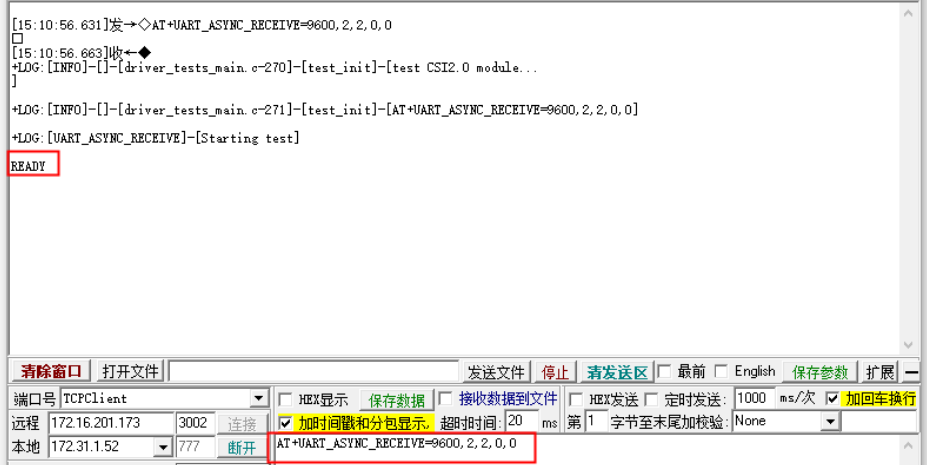 [15:10:56.631]发→◇AT+UART_ASYNC_RECEIVE=9600,2,2,0,0
□
[15:10:56.663]收←◆
+LOG:[INFO]-[]-[driver_tests_main.c-270]-[test_init]-[test CSI2.0 module...
]
+LOG:[INFO]-[]-[driver_tests_main.c-271]-[test_init]-[AT+UART_ASYNC_RECEIVE=9600,2,2,0,0]
+LOG:[UART_ASYNC_RECEIVE]-[Starting test]
READY
清除窗口 打开文件 发送文件 停止 清发送区 最前 English 保存参数 扩展 —
端口号 TCPClient HEX显示 保存数据 接收数据到文件 HEX发送 定时发送: 1000 ms/次 加回车换行
远程 172.16.201.173 3002 连接 加时间戳和分包显示, 超时时间: 20 ms 第 1 字节至末尾加校验: None
本地 172.31.1.52 777 断开 AT+UART_ASYNC_RECEIVE=9600,2,2,0,0